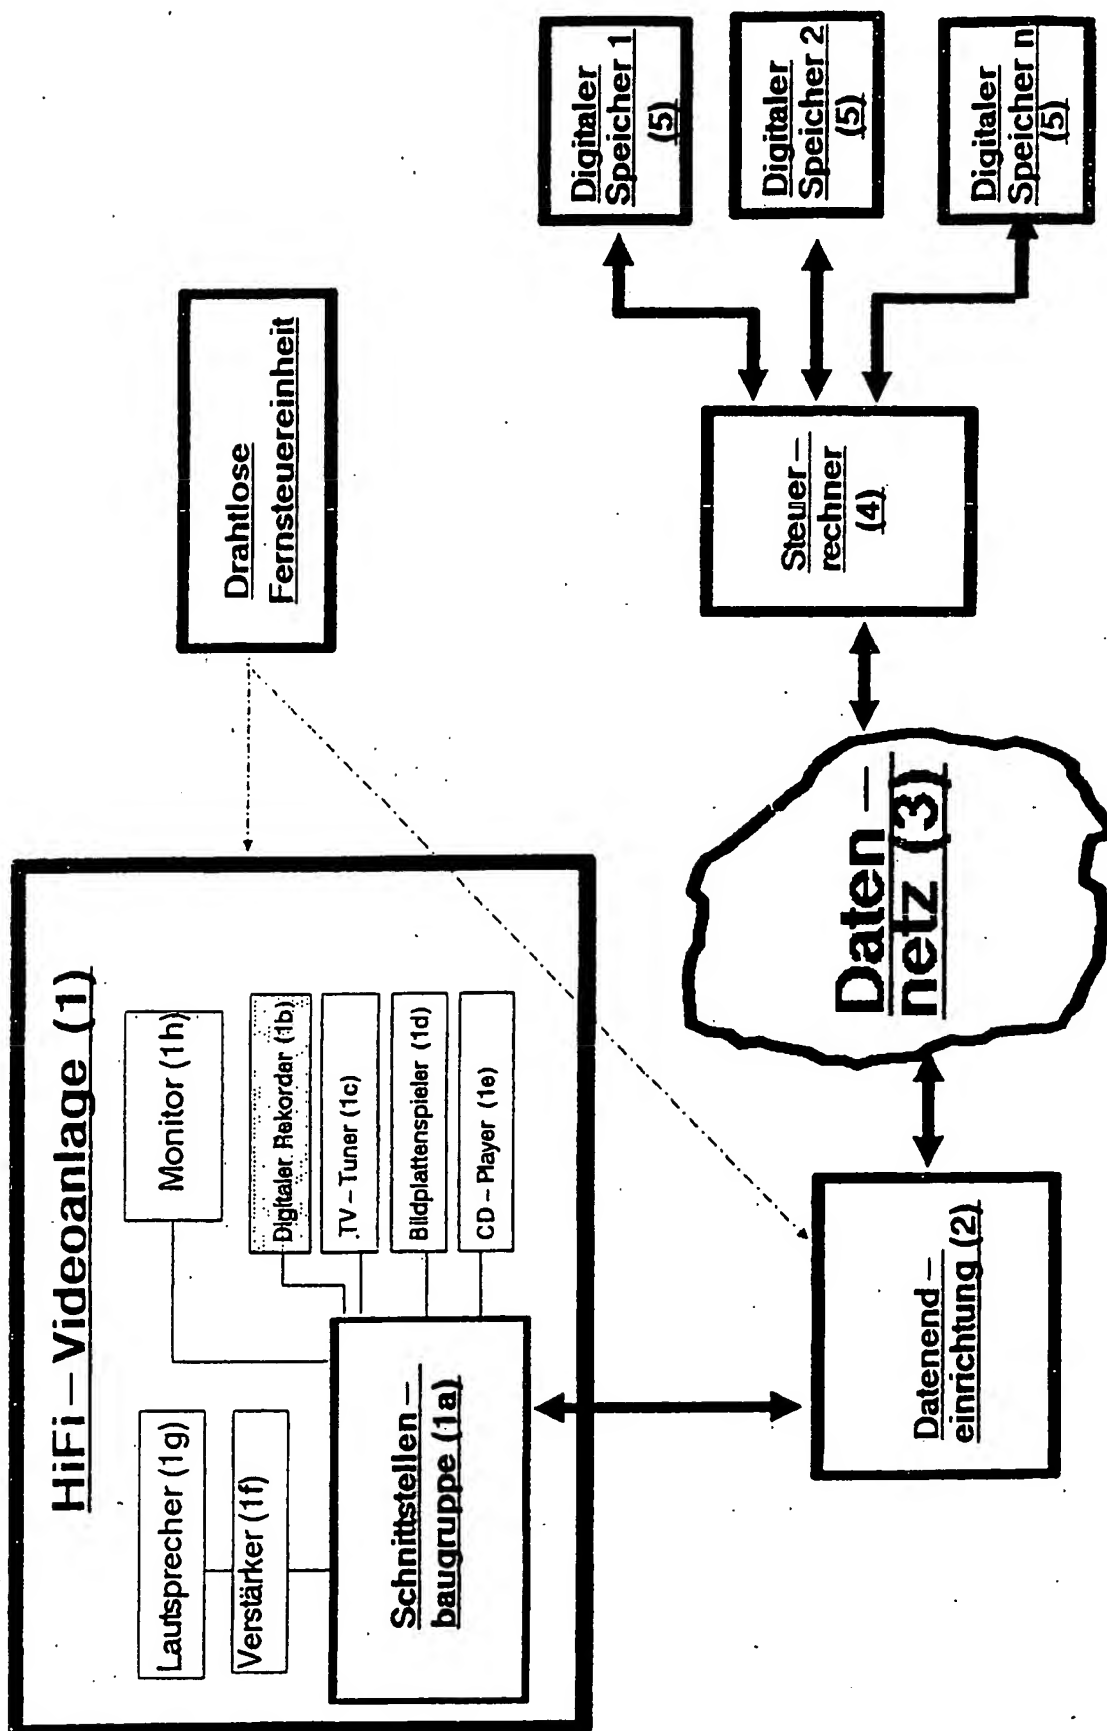 HiFi – Videoanlage (1)
Lautsprecher (1g)
Verstärker (1f)
Monitor (1h)
Digitaler Rekorder (1b)
TV – Tuner (1c)
Bildplattenspieler (1d)
CD – Player (1e)
Schnittstellen –
baugruppe (1a)
Drahtlose
Fernsteuereinheit
Datenend –
einrichtung (2)
Daten –
netz (3)
Steuer –
rechner
(4)
Digitaler
Speicher 1
(5)
Digitaler
Speicher 2
(5)
Digitaler
Speicher n
(5)